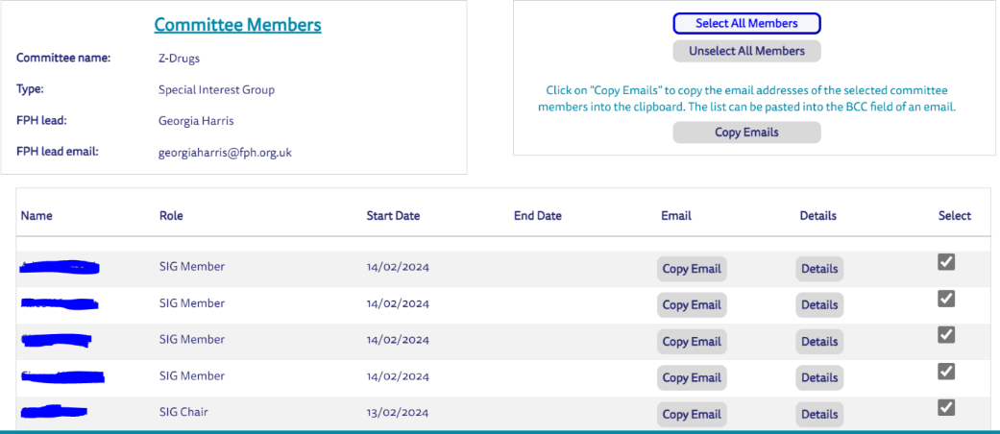 Committee Members
Committee name: Z-Drugs
Type: Special Interest Group
FPH lead: Georgia Harris
FPH lead email: georgiaharris@fph.org.uk
Select All Members
Unselect All Members
Click on "Copy Emails" to copy the email addresses of the selected committee
members into the clipboard. The list can be pasted into the BCC field of an email.
Copy Emails
Name Role Start Date End Date Email Details Select
SIG Member 14/02/2024 Copy Email Details
SIG Member 14/02/2024 Copy Email Details
SIG Member 14/02/2024 Copy Email Details
SIG Member 14/02/2024 Copy Email Details
SIG Chair 13/02/2024 Copy Email Details